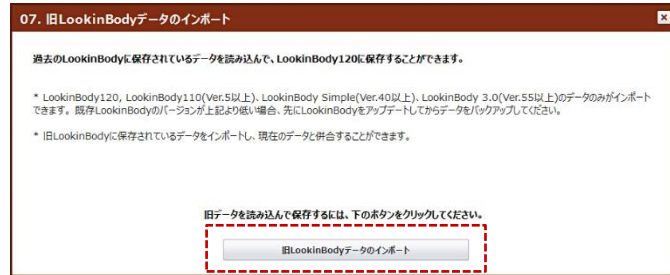 07. 旧LookinBodyデータのインポート
過去のLookinBodyに保存されているデータを読み込んで、LookinBody120に保存することができます。
* LookinBody120, LookinBody110(Ver.5以上)、LookinBody Simple(Ver.40以上)、LookinBody 3.0(Ver.55以上)のデータのみがインポート
できます。既存LookinBodyのバージョンが上記より低い場合、先にLookinBodyをアップデートしてからデータをバックアップしてください。
* 旧LookinBodyに保存されているデータをインポートし、現在のデータと併合することができます。
旧データを読み込んで保存するには、下のボタンをクリックしてください。
旧LookinBodyデータのインポート